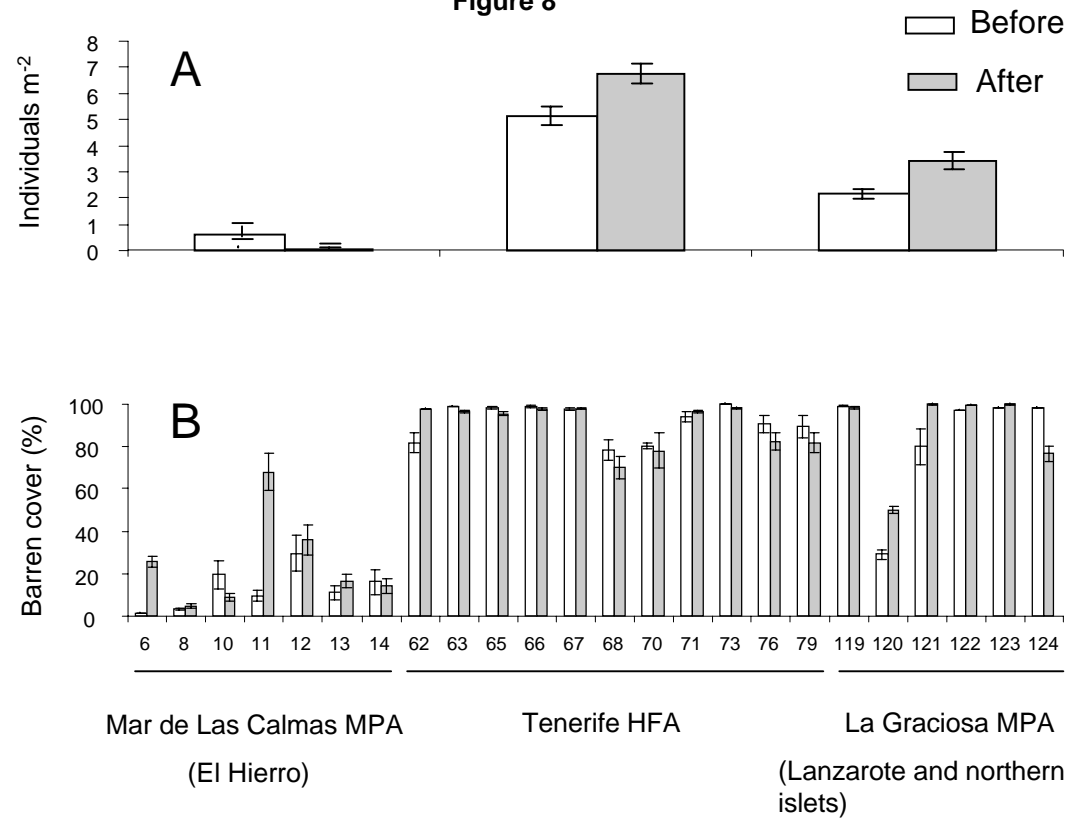 Figure 8
Before
After
A
Individuals m-2
8
7
6
5
4
3
2
1
0
B
Barren cover (%)
100
80
60
40
20
0
6 8 10 11 12 13 14 62 63 65 66 67 68 70 71 73 76 79 119 120 121 122 123 124
Mar de Las Calmas MPA
(El Hierro)
Tenerife HFA
La Graciosa MPA
(Lanzarote and northern
islets)